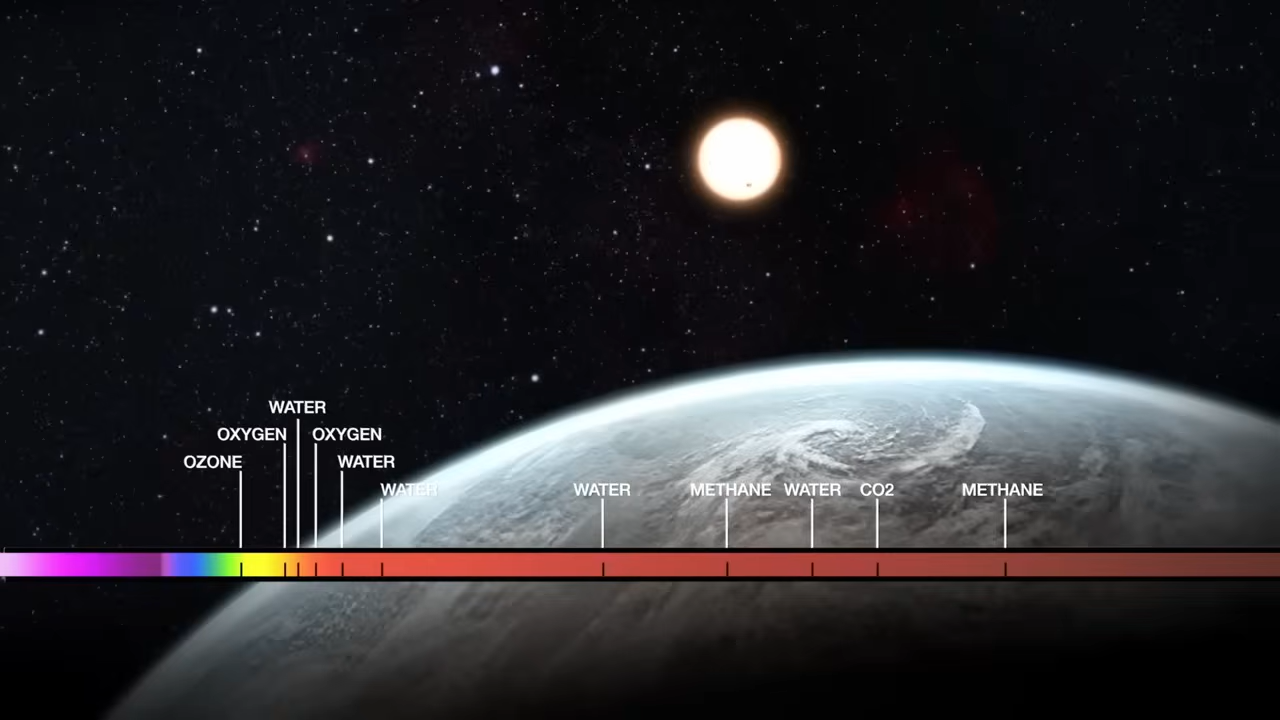 WATER
OXYGEN OXYGEN
OZONE WATER
WATER WATER METHANE WATER CO2 METHANE